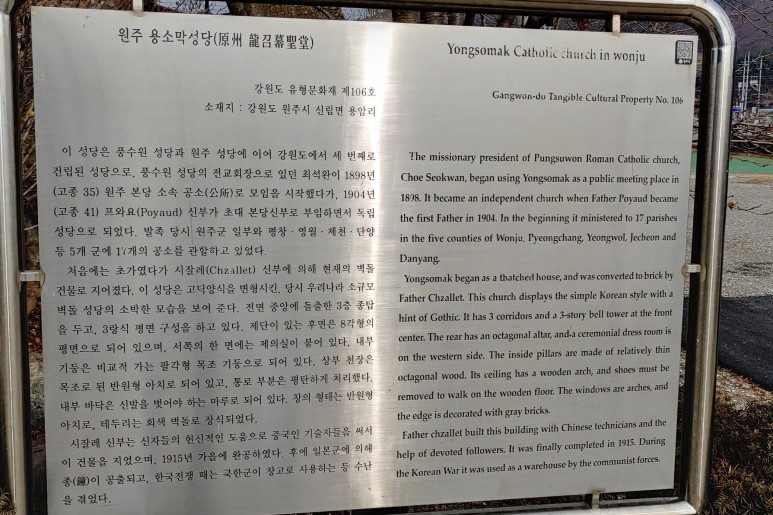 원주 용소막성당(原州 龍召幕聖堂)
강원도 유형문화재 제106호
소재지 : 강원도 원주시 신림면 용암리
이 성당은 풍수원 성당과 원주 성당에 이어 강원도에서 세 번째로
건립된 성당으로, 풍수원 성당의 전교회장으로 있던 최석완이 1898년
(고종 35) 원주 본당 소속 공소(公所)로 모임을 시작했다가, 1904년
(고종 41) 프와요(Poyaud) 신부가 초대 본당신부로 부임하면서 독립
성당으로 되었다. 발족 당시 원주군 일부와 평창·영월·제천·단양
등 5개 군에 17개의 공소를 관할하고 있었다.
처음에는 초가였다가 시잘레(Chzallet) 신부에 의해 현재의 벽돌
건물로 지어졌다. 이 성당은 고딕양식을 변형시킨, 당시 우리나라 소규모
벽돌 성당의 소박한 모습을 보여 준다. 전면 중앙에 돌출한 3층 종탑
을 두고, 3랑식 평면 구성을 하고 있다. 제단이 있는 후면은 8각형의
평면으로 되어 있으며, 서쪽의 한 면에는 제의실이 붙어 있다. 내부
기둥은 비교적 가는 팔각형 목조 기둥으로 되어 있다. 상부 천장은
목조로 된 반원형 아치로 되어 있고, 통로 부분은 평탄하게 처리했다.
내부 바닥은 신발을 벗어야 하는 마루로 되어 있다. 창의 형태는 반원형
아치로, 테두리는 회색 벽돌로 장식되었다.
시잘레 신부는 신자들의 헌신적인 도움으로 중국인 기술자들을 써서
이 건물을 지었으며, 1915년 가을에 완공하였다. 후에 일본군에 의해
종(鐘)이 공출되고, 한국전쟁 때는 북한군이 창고로 사용하는 등 수난
을 겪었다.
Yongsomak Catholic church in wonju
Gangwon-do Tangible Cultural Property No. 106
The missionary president of Pungsuwon Roman Catholic church,
Choe Seokwan, began using Yongsomak as a public meeting place in
1898. It became an independent church when Father Poyaud became
the first Father in 1904. In the beginning it ministered to 17 parishes
in the five counties of Wonju, Pyeongchang, Yeongwol, Jecheon and
Danyang.
Yongsomak began as a thatched house, and was converted to brick by
Father Chzallet. This church displays the simple Korean style with a
hint of Gothic. It has 3 corridors and a 3-story bell tower at the front
center. The rear has an octagonal altar, and a ceremonial dress room is
on the western side. The inside pillars are made of relatively thin
octagonal wood. Its ceiling has a wooden arch, and shoes must be
removed to walk on the wooden floor. The windows are arches, and
the edge is decorated with gray bricks.
Father chzallet built this building with Chinese technicians and the
help of devoted followers. It was finally completed in 1915. During
the Korean War it was used as a warehouse by the communist forces.